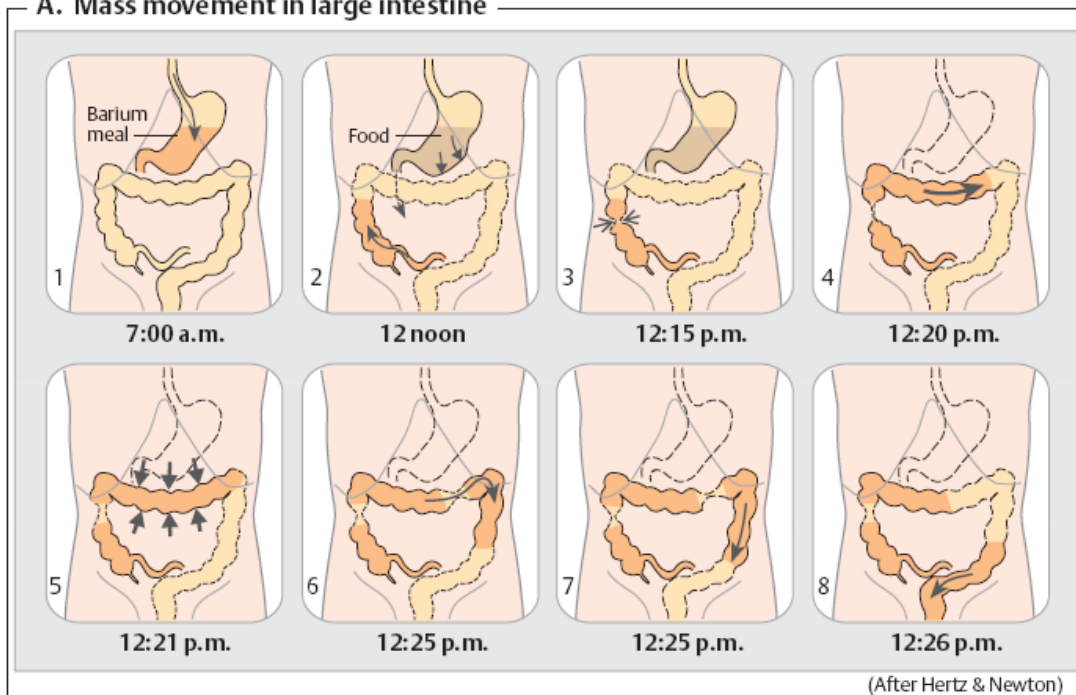 A. Mass movement in large intestine
Barium
meal
Food
1
2
3
4
7:00 a.m.
12 noon
12:15 p.m.
12:20 p.m.
5
6
7
8
12:21 p.m.
12:25 p.m.
12:25 p.m.
12:26 p.m.
(After Hertz & Newton)